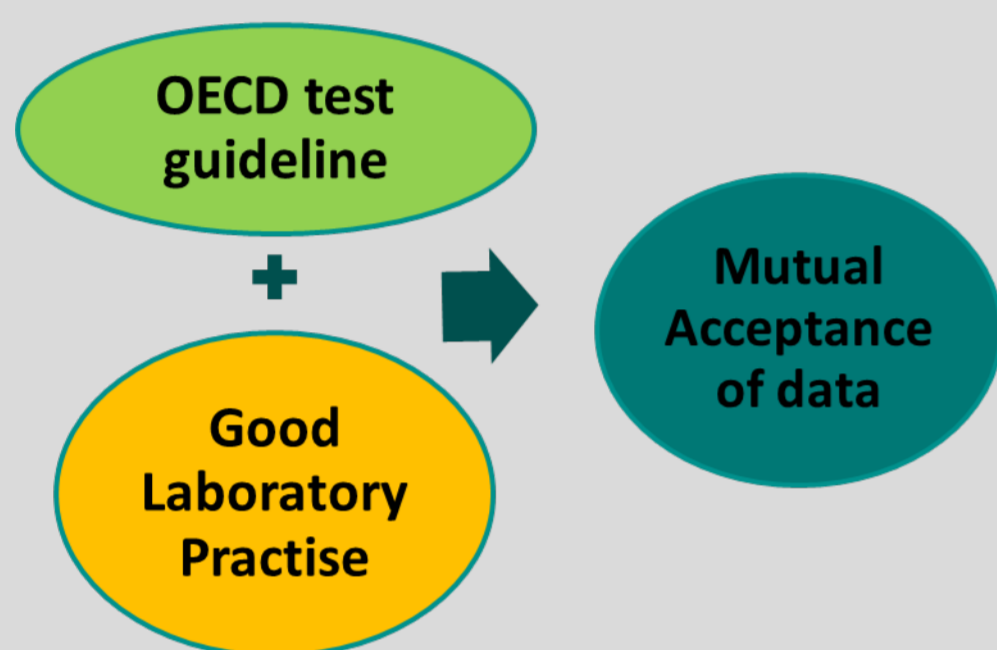 OECD test
guideline
Good
Laboratory
Practise
Mutual
Acceptance
of data